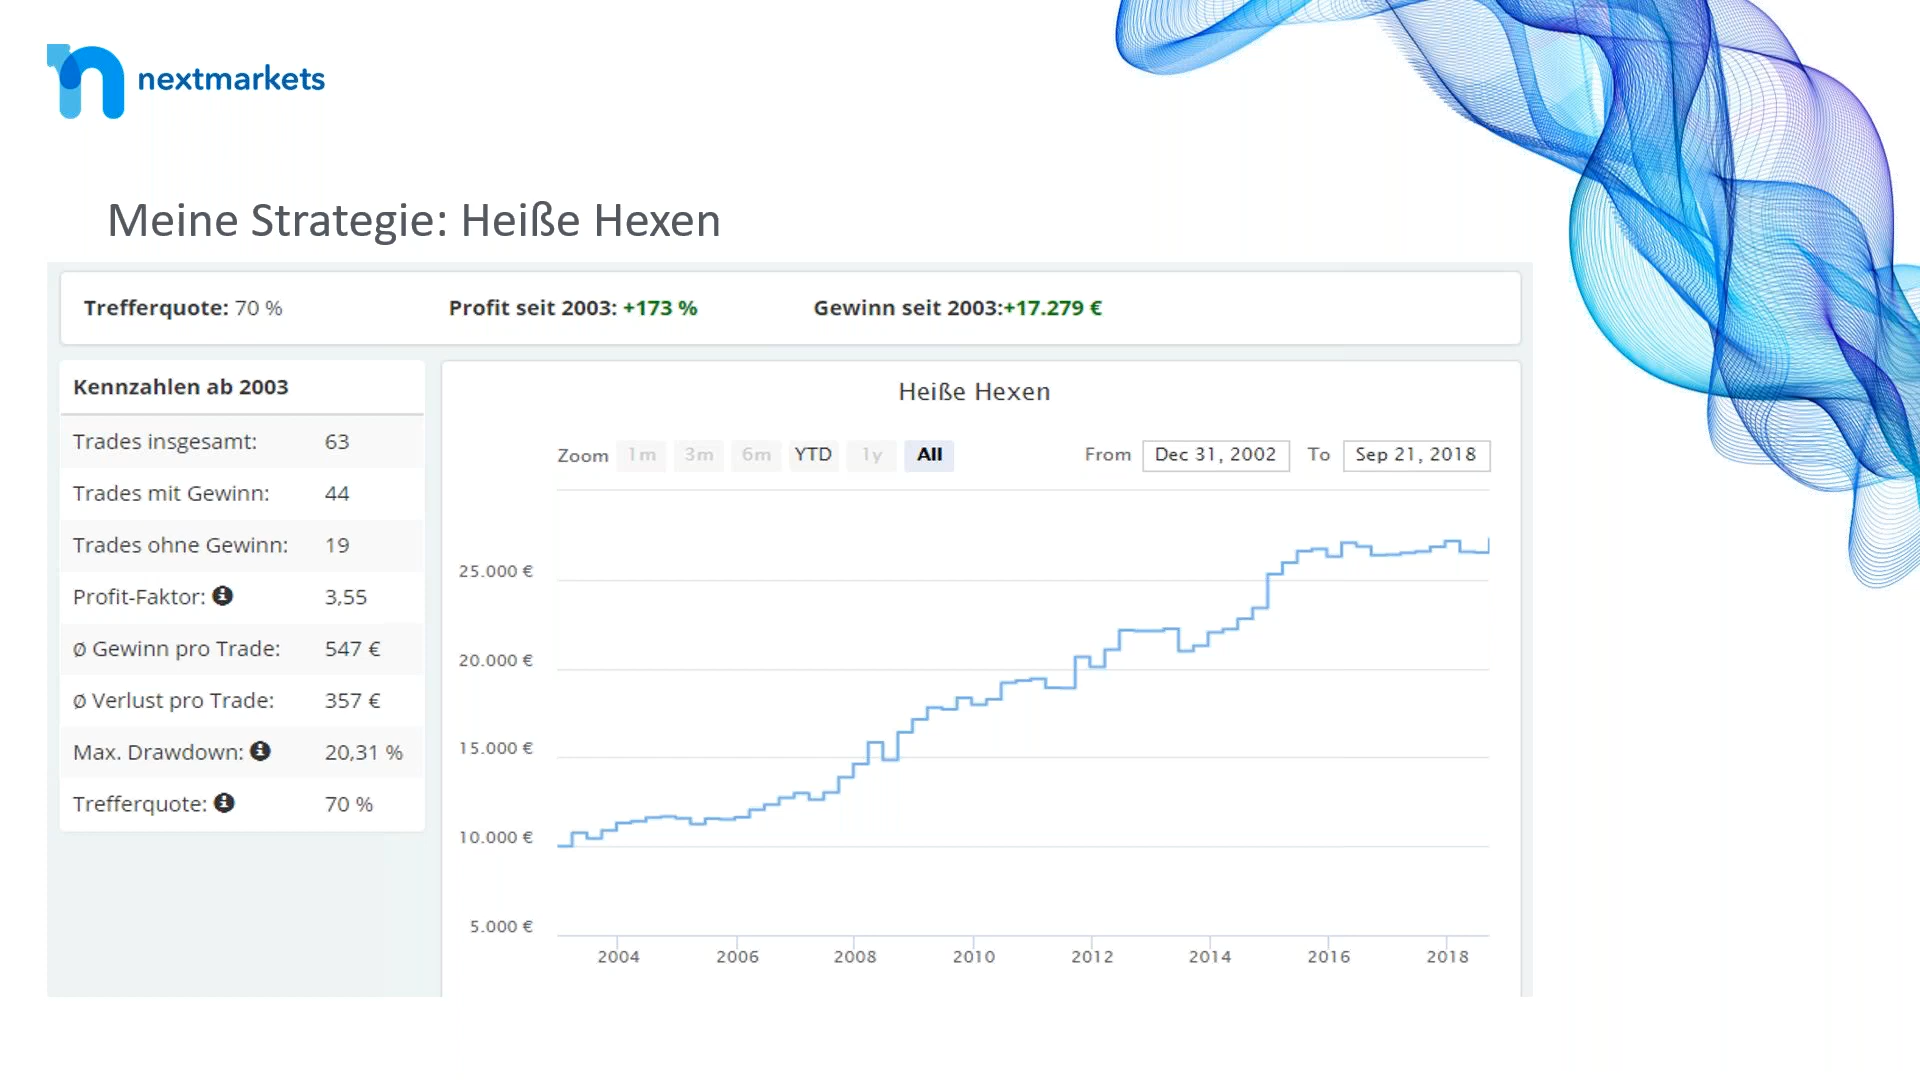 nextmarkets
Meine Strategie: Heiße Hexen
Trefferquote: 70 %
Profit seit 2003: +173 %
Gewinn seit 2003:+17.279 €
Kennzahlen ab 2003
Trades insgesamt: 63
Trades mit Gewinn: 44
Trades ohne Gewinn: 19
Profit-Faktor: 3,55
Ø Gewinn pro Trade: 547 €
Ø Verlust pro Trade: 357 €
Max. Drawdown: 20,31 %
Trefferquote: 70 %
Heiße Hexen
Zoom 1m 3m 6m YTD 1y All From Dec 31, 2002 To Sep 21, 2018
25.000 €
20.000 €
15.000 €
10.000 €
5.000 €
2004 2006 2008 2010 2012 2014 2016 2018